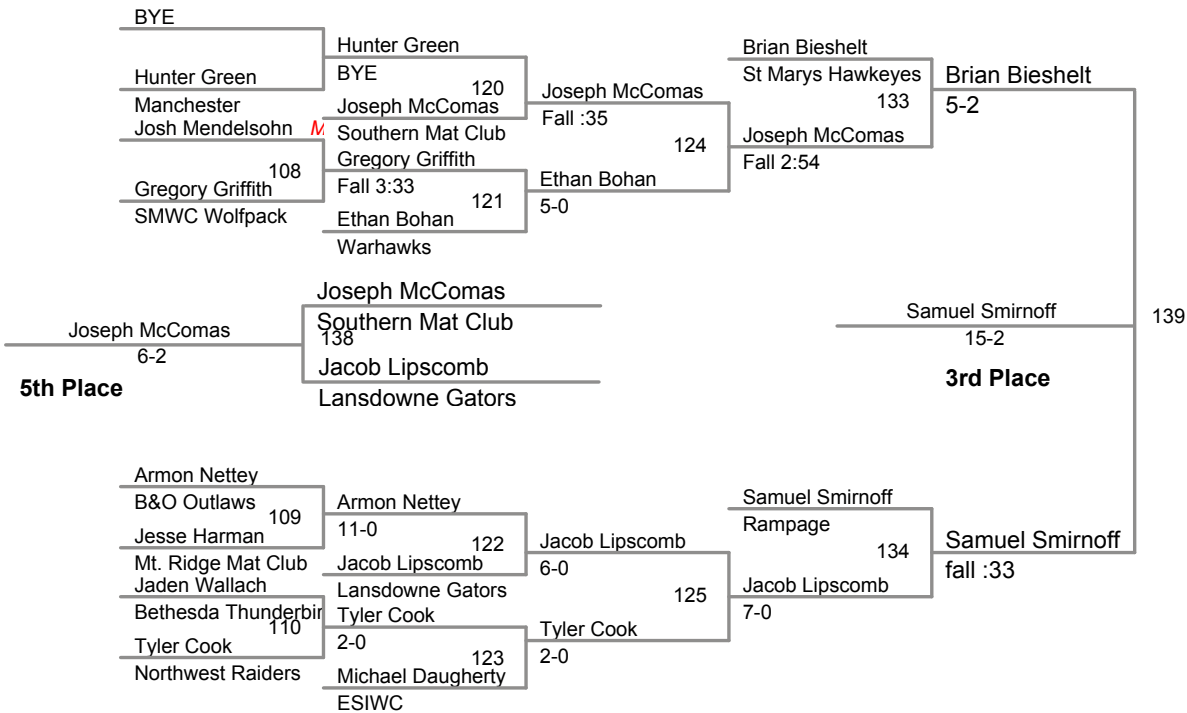 BYE
Hunter Green
Manchester
Hunter Green
BYE
120
Joseph McComas
Southern Mat Club
Josh Mendelsohn M
108
Gregory Griffith
SMWC Wolfpack
Gregory Griffith
Fall 3:33
121
Ethan Bohan
Warhawks
Joseph McComas
Fall :35
124
Ethan Bohan
5-0
Brian Bieshelt
St Marys Hawkeyes
133
Joseph McComas
Fall 2:54
Brian Bieshelt
5-2
Joseph McComas
6-2
5th Place
Joseph McComas
Southern Mat Club
138
Jacob Lipscomb
Lansdowne Gators
Samuel Smirnoff
15-2
3rd Place
139
Armon Nettey
B&O Outlaws
109
Jesse Harman
Mt. Ridge Mat Club
Armon Nettey
11-0
122
Jacob Lipscomb
Lansdowne Gators
Jaden Wallach
Bethesda Thunderbir
110
Tyler Cook
Northwest Raiders
Tyler Cook
2-0
123
Michael Daugherty
ESIWC
Jacob Lipscomb
6-0
125
Tyler Cook
2-0
Samuel Smirnoff
Rampage
134
Jacob Lipscomb
7-0
Samuel Smirnoff
fall :33